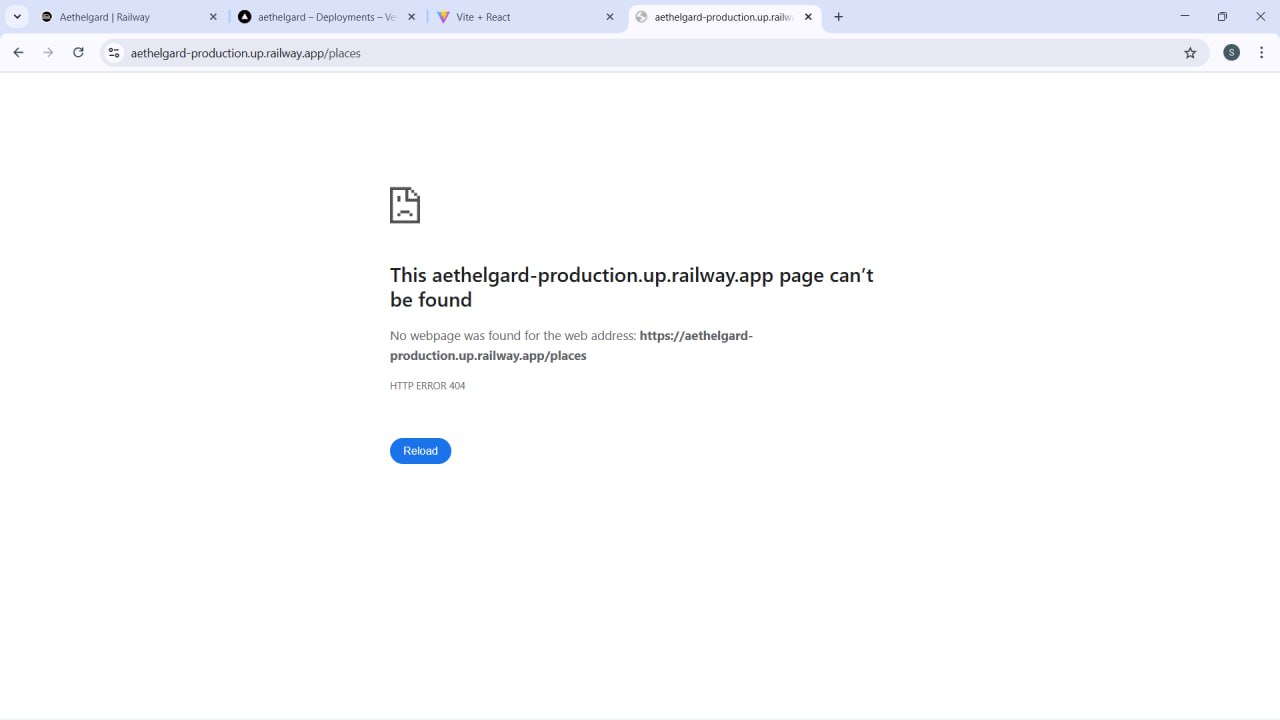 Aethelgard | Railway
aethelgard – Deployments – Ve
Vite + React
aethelgard-production.up.railw
aethelgard-production.up.railway.app/places
S
This aethelgard-production.up.railway.app page can’t
be found
No webpage was found for the web address: https://aethelgard-
production.up.railway.app/places
HTTP ERROR 404
Reload